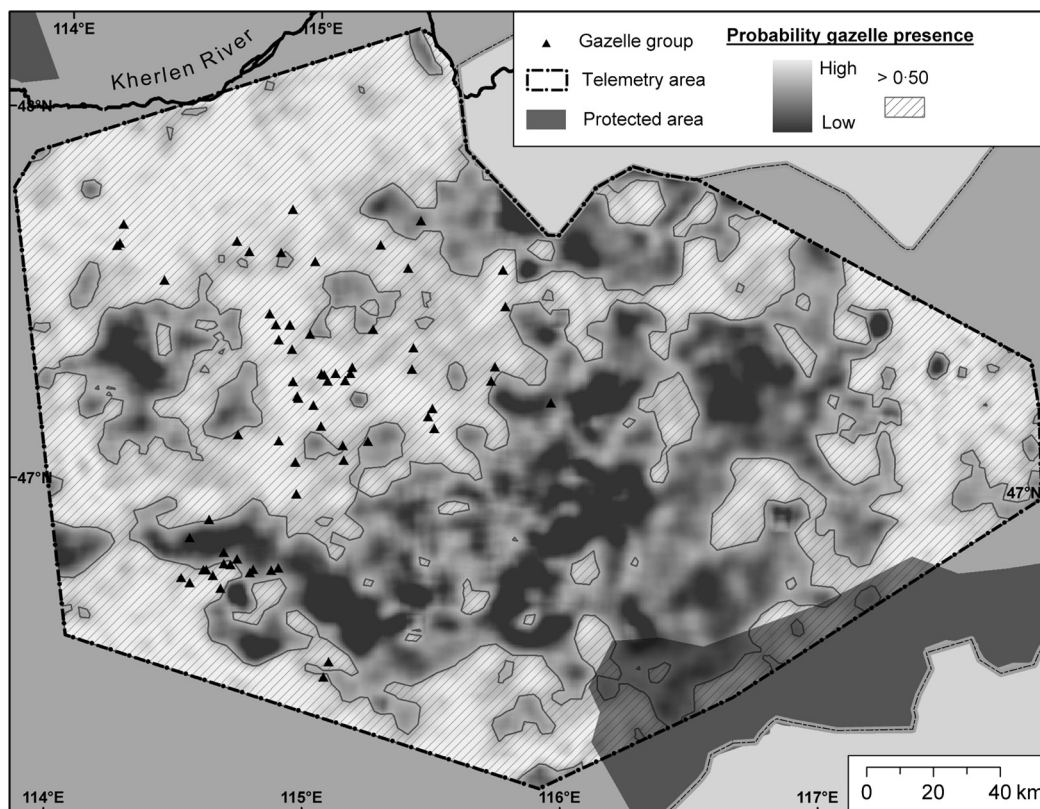 114°E
115°E
Kherlen River
48°N
Gazelle group
Telemetry area
Protected area
Probability gazelle presence
High
Low
> 0·50
47°N
47°N
114°E
115°E
116°E
117°E
0 20 40 km